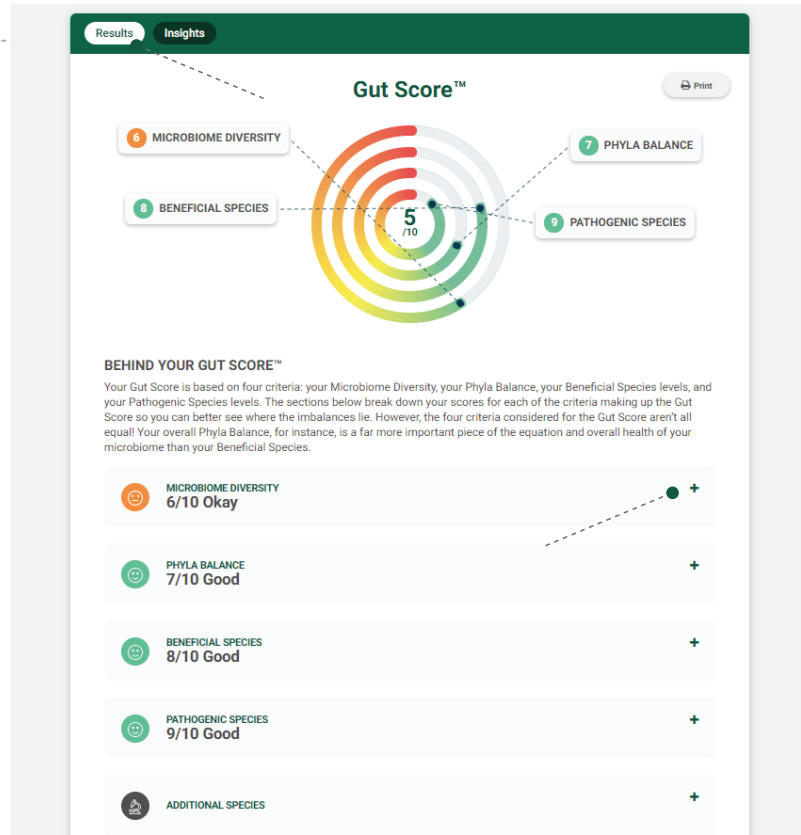 Results
Insights
Gut Score™
Print
6 MICROBIOME DIVERSITY
7 PHYLA BALANCE
8 BENEFICIAL SPECIES
9 PATHOGENIC SPECIES
5
/10
BEHIND YOUR GUT SCORE™
Your Gut Score is based on four criteria: your Microbiome Diversity, your Phyla Balance, your Beneficial Species levels, and
your Pathogenic Species levels. The sections below break down your scores for each of the criteria making up the Gut
Score so you can better see where the imbalances lie. However, the four criteria considered for the Gut Score aren't all
equal! Your overall Phyla Balance, for instance, is a far more important piece of the equation and overall health of your
microbiome than your Beneficial Species.
MICROBIOME DIVERSITY
6/10 Okay
+
PHYLA BALANCE
7/10 Good
+
BENEFICIAL SPECIES
8/10 Good
+
PATHOGENIC SPECIES
9/10 Good
+
ADDITIONAL SPECIES
+